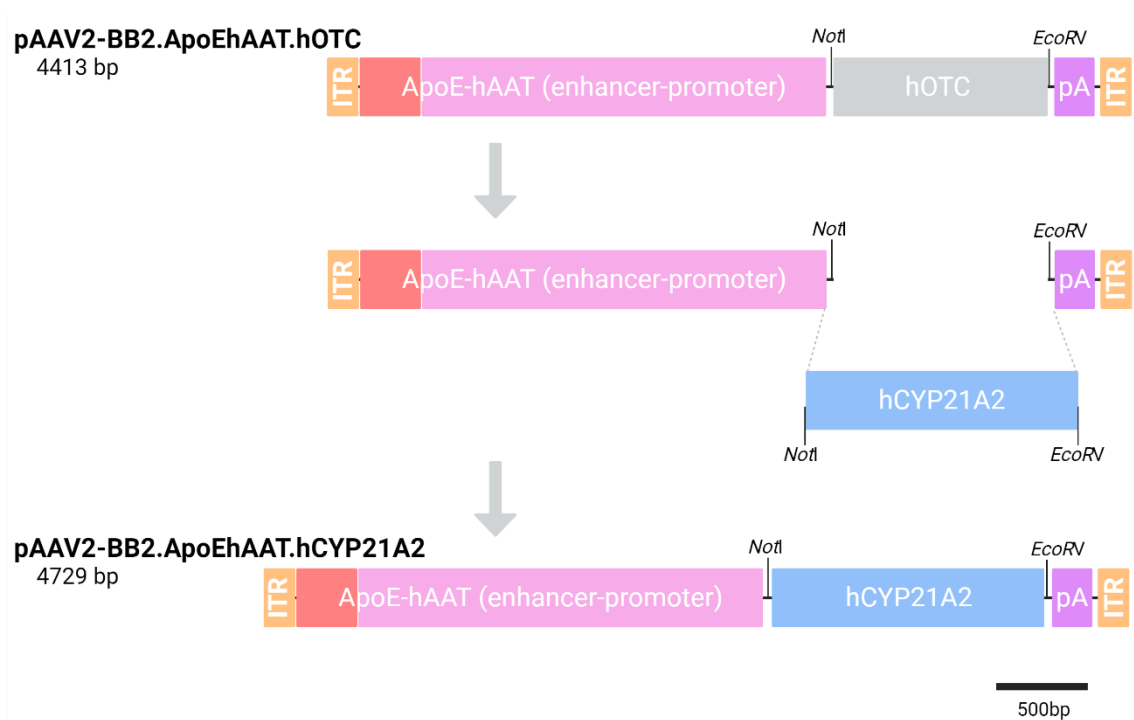 pAAV2-BB2.ApoEhAAT.hOTC
4413 bp
NotI
EcoRV
ITR
ApoE-hAAT (enhancer-promoter)
hOTC
pA
ITR
NotI
EcoRV
ITR
ApoE-hAAT (enhancer-promoter)
pA
ITR
hCYP21A2
NotI
EcoRV
pAAV2-BB2.ApoEhAAT.hCYP21A2
4729 bp
NotI
EcoRV
ITR
ApoE-hAAT (enhancer-promoter)
hCYP21A2
pA
ITR
500bp